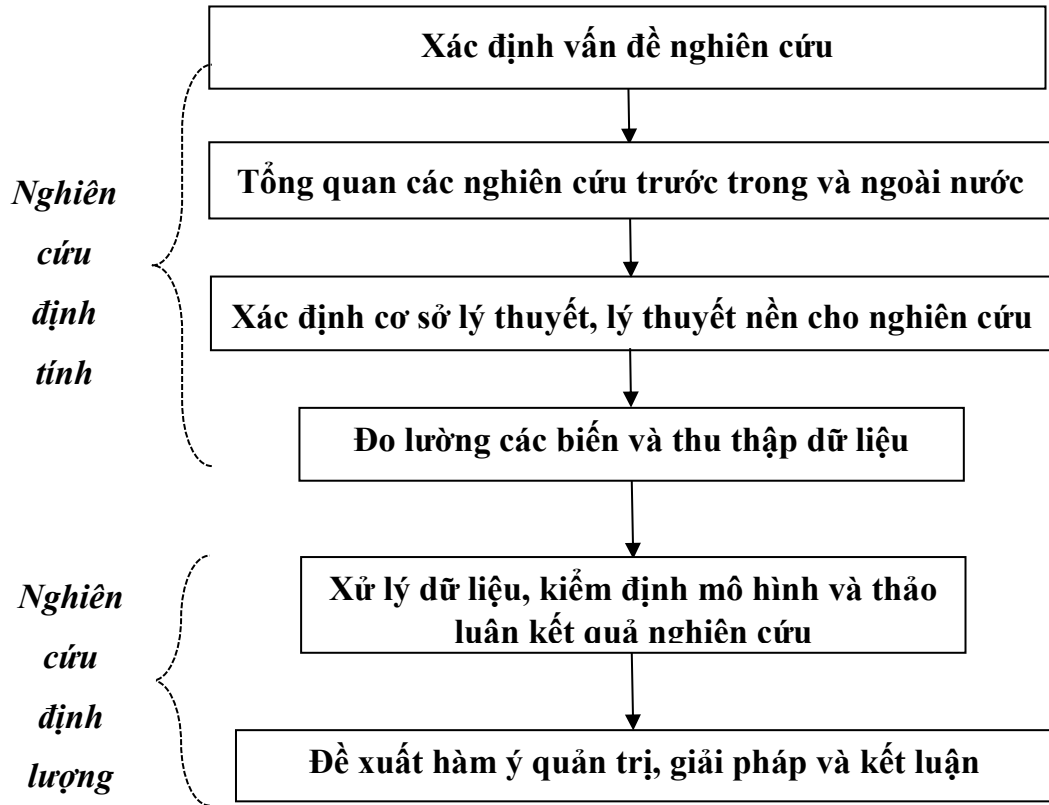 Xác định vấn đề nghiên cứu
Tổng quan các nghiên cứu trước trong và ngoài nước
Nghiên
cứu
định
tính
Xác định cơ sở lý thuyết, lý thuyết nền cho nghiên cứu
Đo lường các biến và thu thập dữ liệu
Nghiên
cứu
định
lượng
Xử lý dữ liệu, kiểm định mô hình và thảo
luận kết quả nghiên cứu
Đề xuất hàm ý quản trị, giải pháp và kết luận